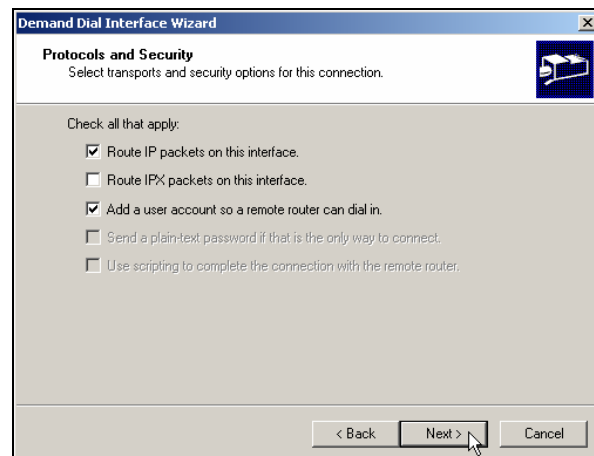 Demand Dial Interface Wizard
Protocols and Security
Select transports and security options for this connection.
Check all that apply:
Route IP packets on this interface.
Route IPX packets on this interface.
Add a user account so a remote router can dial in.
Send a plain-text password if that is the only way to connect.
Use scripting to complete the connection with the remote router.
< Back Next > Cancel